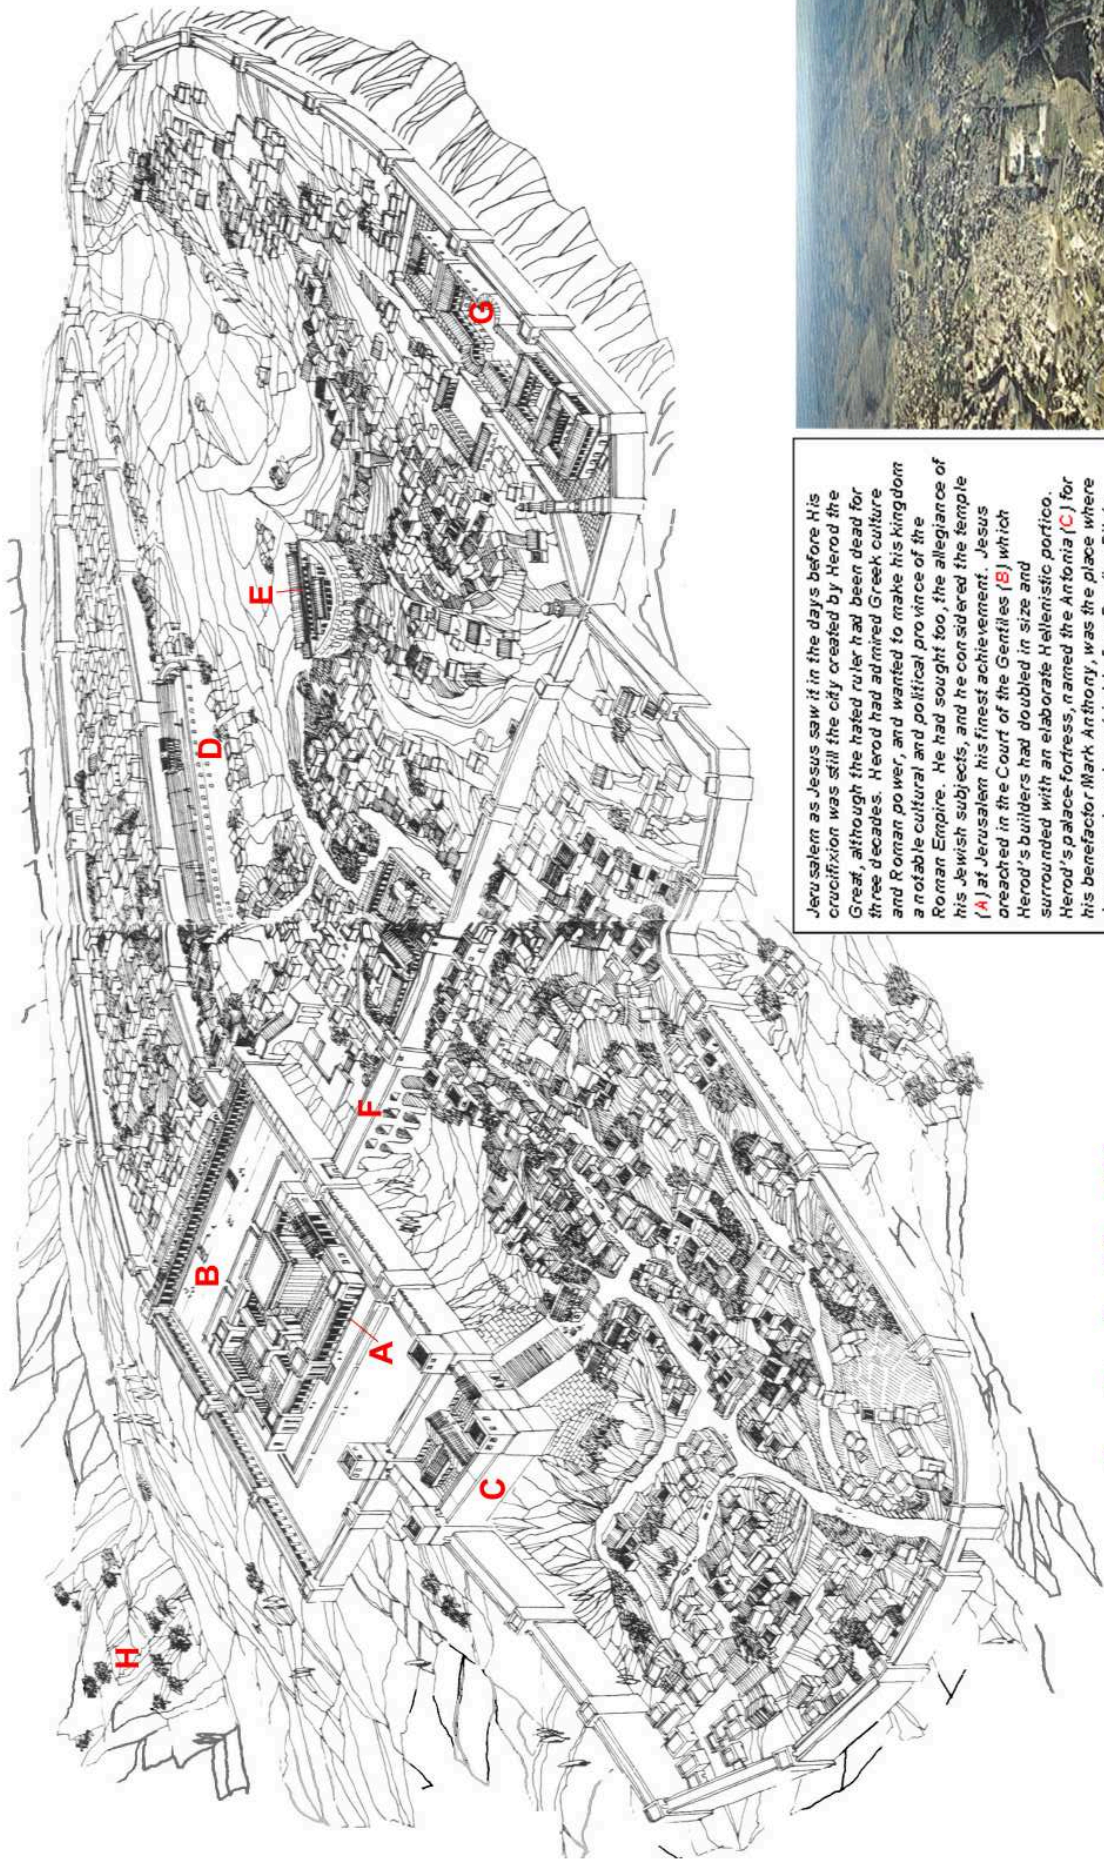 H
B
D
E
F
A
G
C
Jerusalem as Jesus saw it in the days before His
crucifixion was still the city created by Herod the
Great, although the hated ruler had been dead for
three decades. Herod had admired Greek culture
and Roman power, and wanted to make his kingdom
a notable cultural and political province of the
Roman Empire. He had sought too, the allegiance of
his Jewish subjects, and he considered the temple
(A) at Jerusalem his finest achievement. Jesus
preached in the Court of the Gentiles (B) which
Herod's builders had doubled in size and
surrounded with an elaborate Hellenistic portico.
Herod's palace-fortress, named the Antonia (C) for
his benefactor Mark Anthony, was the place where